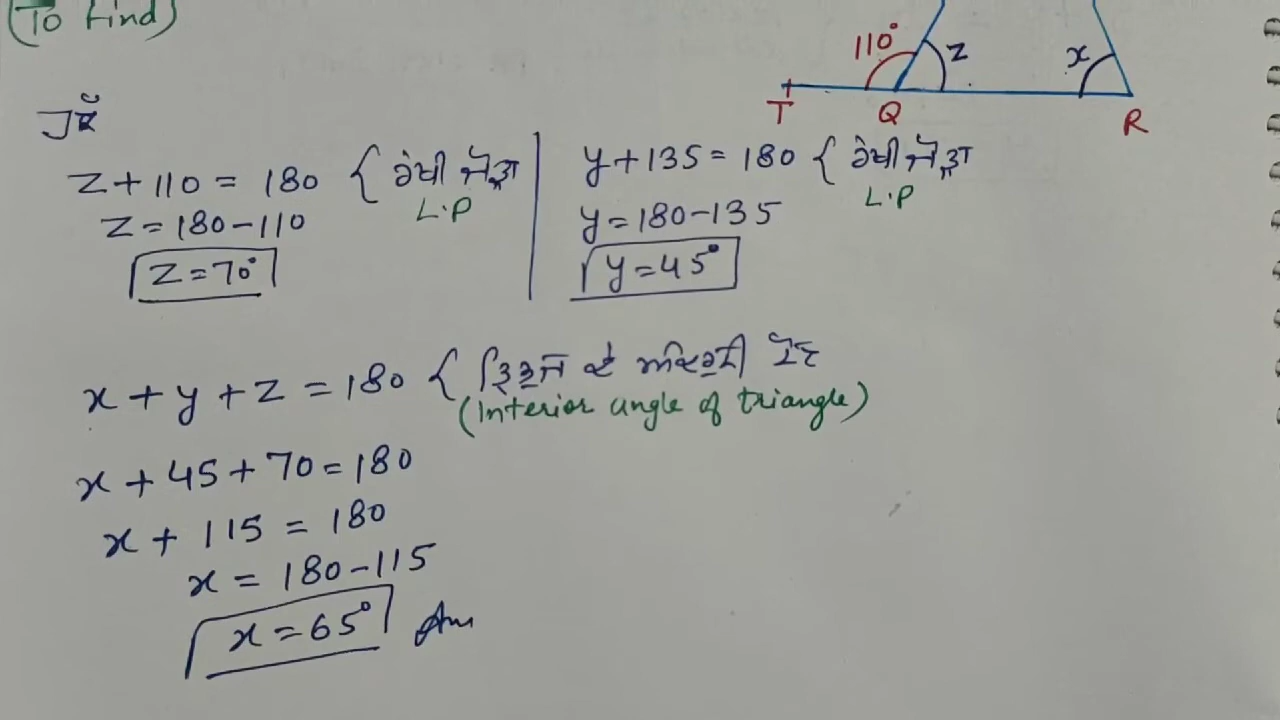 (To find)
110°
z
x
T
Q
R
ਹੁਣ
z + 110 = 180 { ਰੇਖੀ ਜੋੜਾ
L.P
z = 180 - 110
z = 70°
y + 135 = 180 { ਰੇਖੀ ਜੋੜਾ
L.P
y = 180 - 135
y = 45°
x + y + z = 180 { ਤ੍ਰਿਭੁਜ ਦੇ ਅੰਦਰੂਨੀ ਕੋਣ
(Interior angle of triangle)
x + 45 + 70 = 180
x + 115 = 180
x = 180 - 115
x = 65° Ans